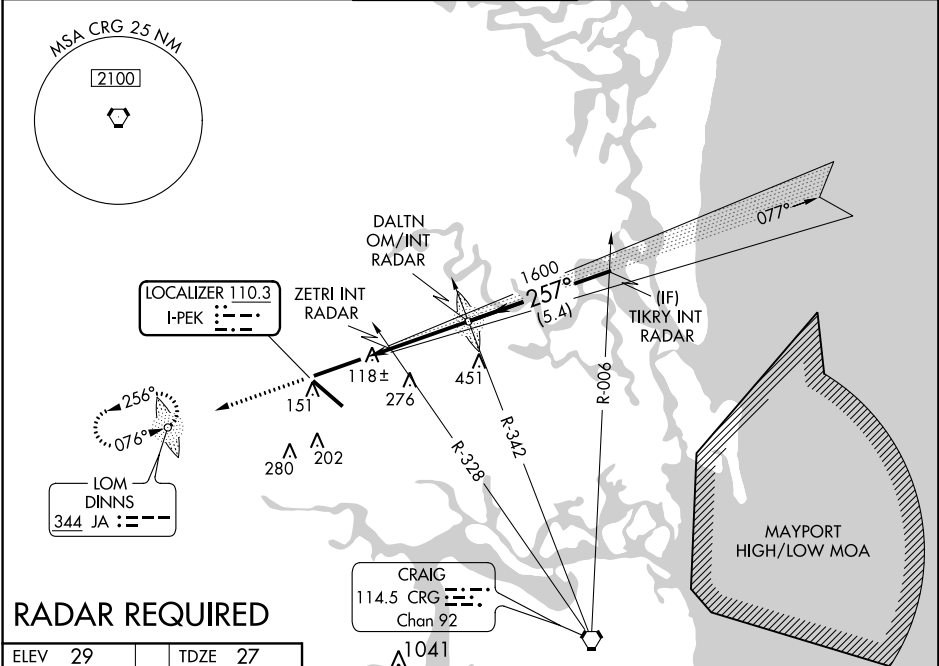 MSA CRG 25 NM
2100
DALTN
OM/INT
RADAR
1600
257°
(5.4)
077°
LOCALIZER 110.3
I-PEK
ZETRI INT
RADAR
(IF)
TIKRY INT
RADAR
118±
451
276
151
R-006
256°
076°
R-342
R-328
280
202
LOM
DINNS
344 JA
MAYPORT
HIGH/LOW MOA
CRAIG
114.5 CRG
Chan 92
RADAR REQUIRED
1041
ELEV 29
TDZE 27